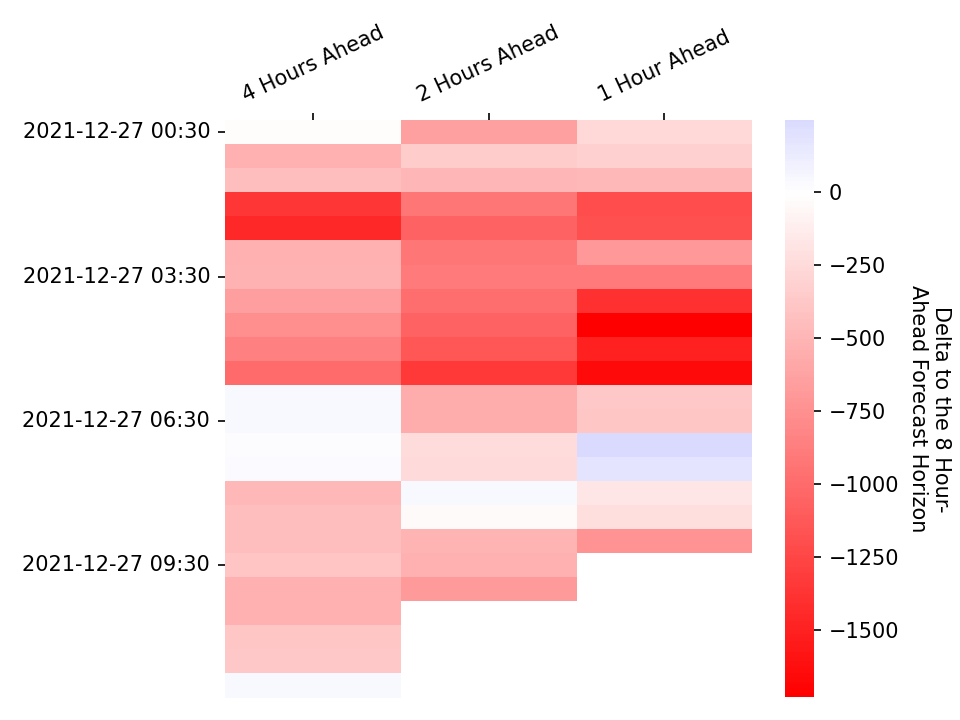 4 Hours Ahead
2 Hours Ahead
1 Hour Ahead
2021-12-27 00:30
2021-12-27 03:30
2021-12-27 06:30
2021-12-27 09:30
0
−250
−500
−750
−1000
−1250
−1500
Delta to the 8 Hour-
Ahead Forecast Horizon